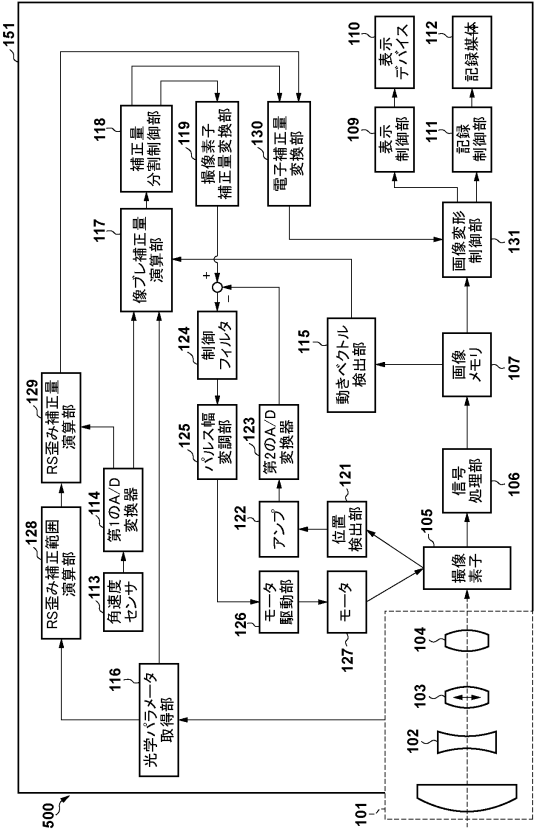 500
151
101
102
103
104
105
撮像
素子
106
信号
処理部
107
画像
メモリ
131
画像変形
制御部
109
表示
制御部
110
表示
デバイス
111
記録
制御部
112
記録媒体
113
角速度
センサ
114
第1のA/D
変換器
115
動きベクトル
検出部
116
光学パラメータ
取得部
117
像ブレ補正量
演算部
118
補正量
分割制御部
119
撮像素子
補正量変換部
130
電子補正量
変換部
+
−
124
制御
フィルタ
125
パルス幅
変調部
123
第2のA/D
変換器
122
アンプ
121
位置
検出部
126
モータ
駆動部
127
モータ
128
RS歪み補正範囲
演算部
129
RS歪み補正量
演算部